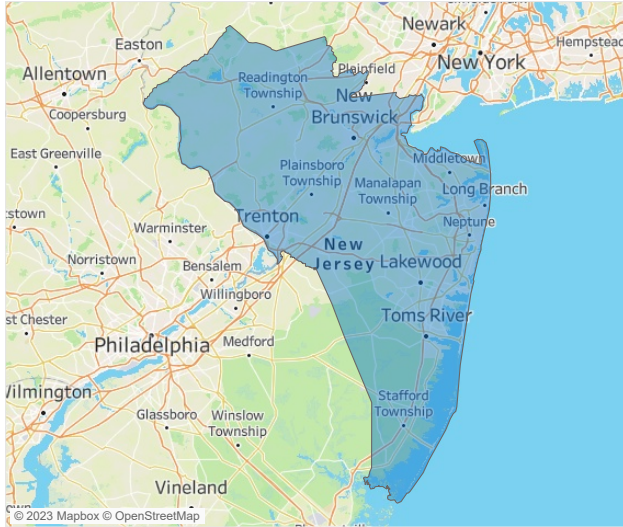 Newark
Easton
Hempstead
New York
Plainfield
Allentown
Readington
Township
New
Brunswick
Coopersburg
East Greenville
Middletown
Plainsboro
Township
Manalapan
Township
Long Branch
Trenton
Neptune
Warminster
New
Jersey
Lakewood
Norristown
Bensalem
Willingboro
Toms River
st Chester
Philadelphia
Medford
Wilmington
Stafford
Township
Glassboro
Winslow
Township
Vineland
© 2023 Mapbox © OpenStreetMap